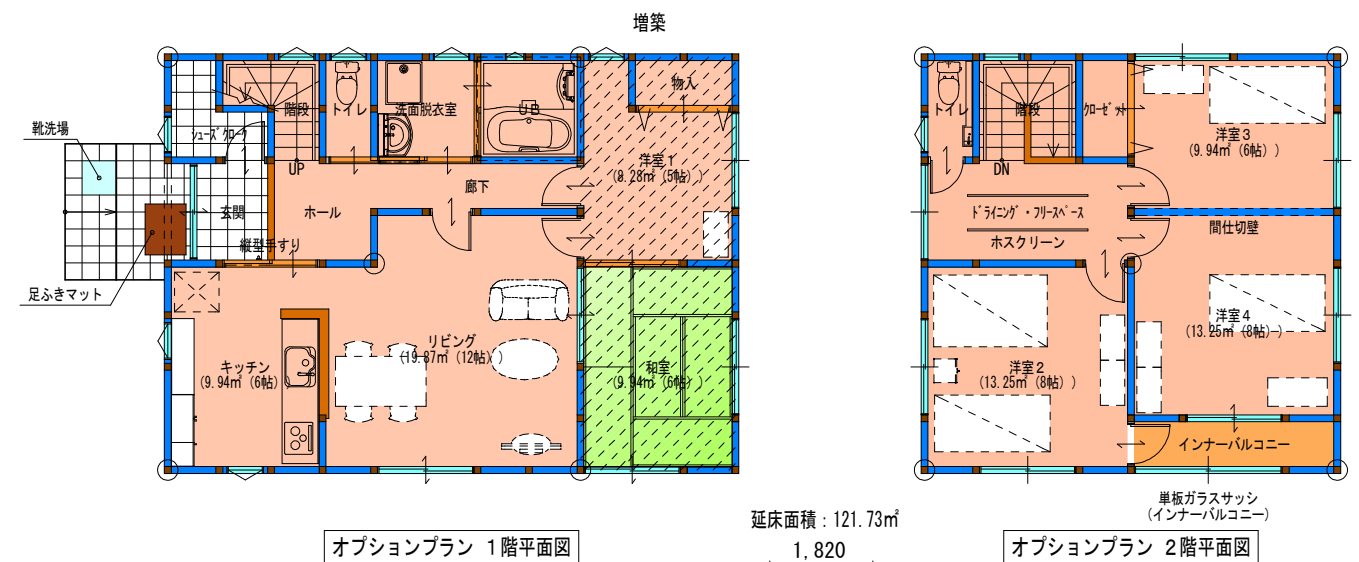 増築
階段
トイレ
洗面脱衣室
UB
物入
シューズクローク
靴洗場
UP
廊下
洋室1
(8.28㎡ (5帖) )
玄関
ホール
縦型手すり
足ふきマット
キッチン
(9.94㎡ (6帖)
リビング
(19.87㎡ (12帖) )
和室
(9.94㎡ (6帖) )
オプションプラン 1階平面図
延床面積：121.73㎡
1,820
トイレ
階段
クローゼット
洋室3
(9.94㎡ (6帖) )
DN
ドライニング・フリースペース
ホスクリーン
間仕切壁
洋室4
(13.25㎡ (8帖) )
洋室2
(13.25㎡ (8帖) )
インナーバルコニー
単板ガラスサッシ
(インナーバルコニー)
オプションプラン 2階平面図